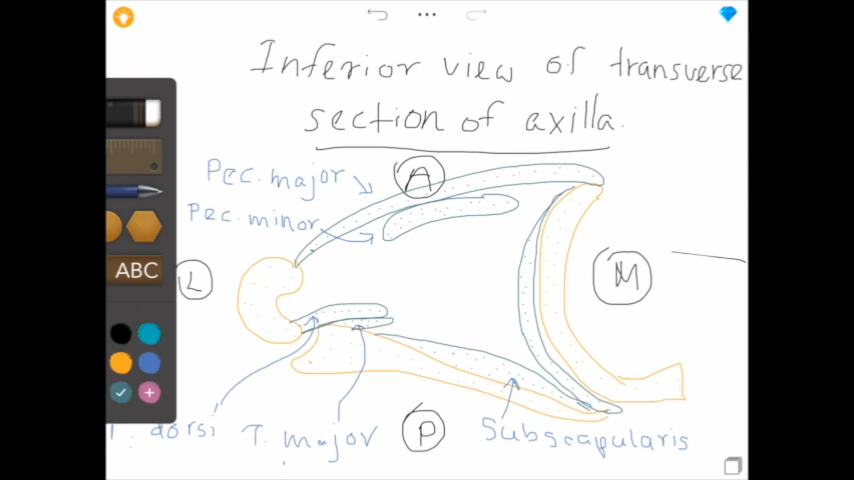 Inferior view of transverse
section of axilla.
Pec. major
A
Pec. minor
L
M
ABC
dorsi
T. major
P
Subscapularis